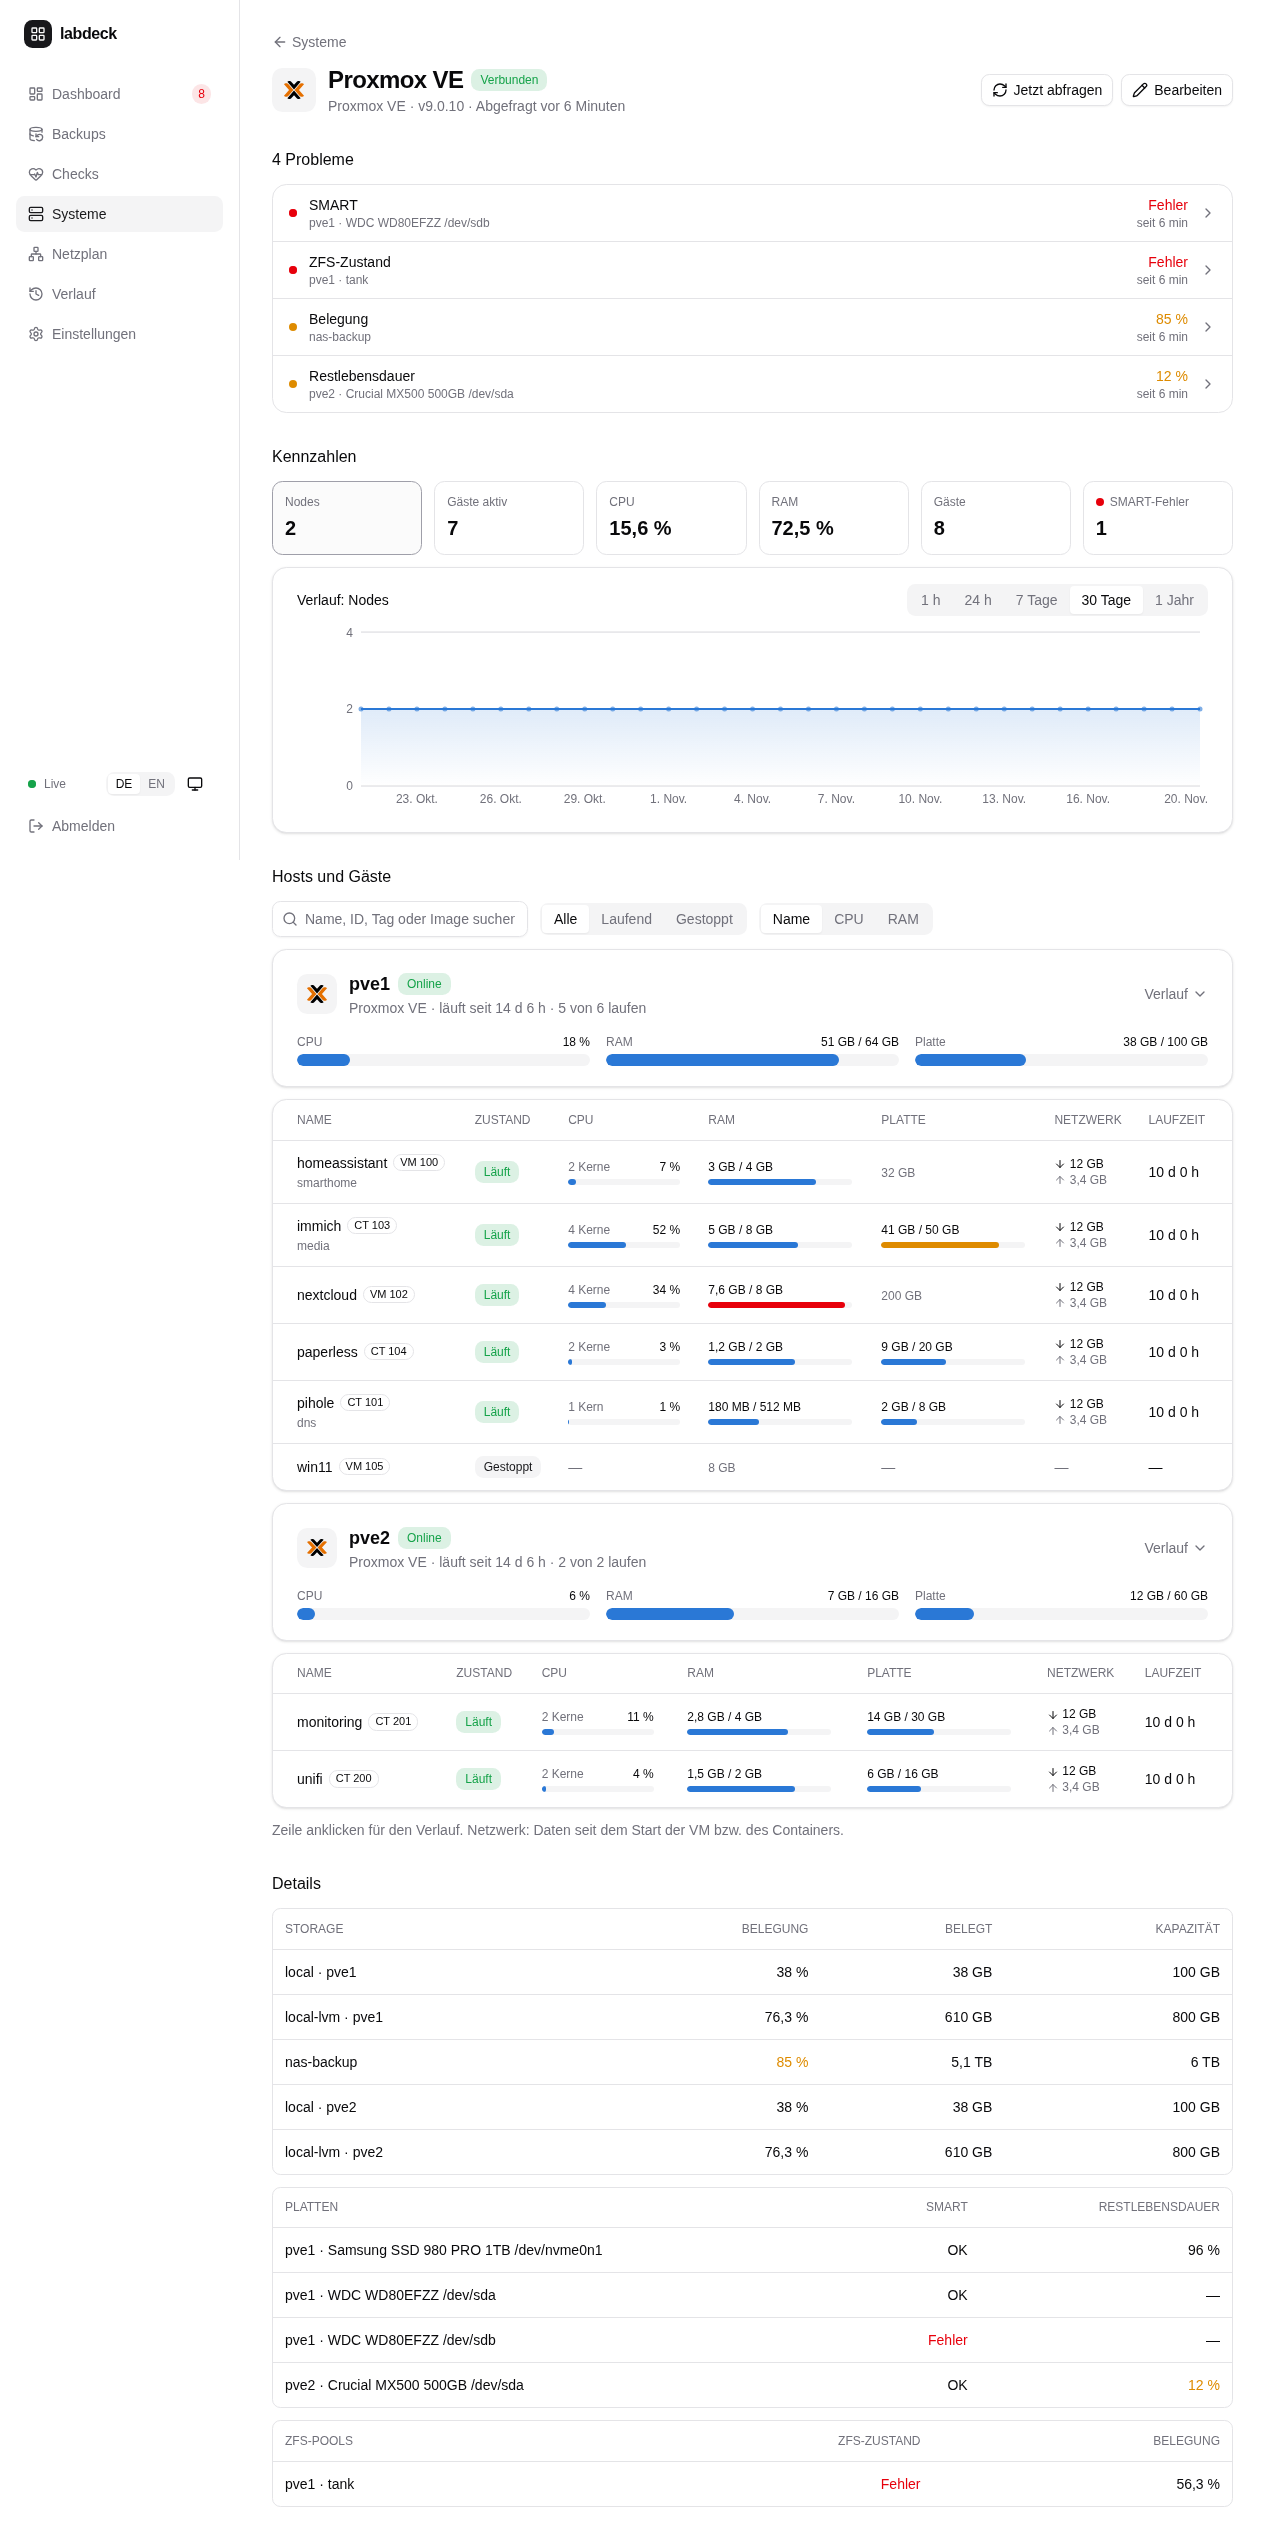 labdeck
Dashboard 8
Backups
Checks
Systeme
Netzplan
Verlauf
Einstellungen
Live DE EN
Abmelden
Systeme
Proxmox VE Verbunden
Proxmox VE · v9.0.10 · Abgefragt vor 6 Minuten
Jetzt abfragen Bearbeiten
4 Probleme
SMART Fehler
pve1 · WDC WD80EFZZ /dev/sdb seit 6 min
ZFS-Zustand Fehler
pve1 · tank seit 6 min
Belegung 85 %
nas-backup seit 6 min
Restlebensdauer 12 %
pve2 · Crucial MX500 500GB /dev/sda seit 6 min
Kennzahlen
Nodes Gäste aktiv CPU RAM Gäste SMART-Fehler
2 7 15,6 % 72,5 % 8 1
Verlauf: Nodes 1 h 24 h 7 Tage 30 Tage 1 Jahr
4
2
0
23. Okt. 26. Okt. 29. Okt. 1. Nov. 4. Nov. 7. Nov. 10. Nov. 13. Nov. 16. Nov. 20. Nov.
Hosts und Gäste
Name, ID, Tag oder Image sucher Alle Laufend Gestoppt Name CPU RAM
pve1 Online
Proxmox VE · läuft seit 14 d 6 h · 5 von 6 laufen Verlauf
CPU 18 % RAM 51 GB / 64 GB Platte 38 GB / 100 GB
NAME ZUSTAND CPU RAM PLATTE NETZWERK LAUFZEIT
homeassistant VM 100 Läuft 2 Kerne 7 % 3 GB / 4 GB 32 GB ↓ 12 GB 10 d 0 h
smarthome ↑ 3,4 GB
immich CT 103 Läuft 4 Kerne 52 % 5 GB / 8 GB 41 GB / 50 GB ↓ 12 GB 10 d 0 h
media ↑ 3,4 GB
nextcloud VM 102 Läuft 4 Kerne 34 % 7,6 GB / 8 GB 200 GB ↓ 12 GB 10 d 0 h
↑ 3,4 GB
paperless CT 104 Läuft 2 Kerne 3 % 1,2 GB / 2 GB 9 GB / 20 GB ↓ 12 GB 10 d 0 h
↑ 3,4 GB
pihole CT 101 Läuft 1 Kern 1 % 180 MB / 512 MB 2 GB / 8 GB ↓ 12 GB 10 d 0 h
dns ↑ 3,4 GB
win11 VM 105 Gestoppt — 8 GB — — —
pve2 Online
Proxmox VE · läuft seit 14 d 6 h · 2 von 2 laufen Verlauf
CPU 6 % RAM 7 GB / 16 GB Platte 12 GB / 60 GB
NAME ZUSTAND CPU RAM PLATTE NETZWERK LAUFZEIT
monitoring CT 201 Läuft 2 Kerne 11 % 2,8 GB / 4 GB 14 GB / 30 GB ↓ 12 GB 10 d 0 h
↑ 3,4 GB
unifi CT 200 Läuft 2 Kerne 4 % 1,5 GB / 2 GB 6 GB / 16 GB ↓ 12 GB 10 d 0 h
↑ 3,4 GB
Zeile anklicken für den Verlauf. Netzwerk: Daten seit dem Start der VM bzw. des Containers.
Details
STORAGE BELEGUNG BELEGT KAPAZITÄT
local · pve1 38 % 38 GB 100 GB
local-lvm · pve1 76,3 % 610 GB 800 GB
nas-backup 85 % 5,1 TB 6 TB
local · pve2 38 % 38 GB 100 GB
local-lvm · pve2 76,3 % 610 GB 800 GB
PLATTEN SMART RESTLEBENSDAUER
pve1 · Samsung SSD 980 PRO 1TB /dev/nvme0n1 OK 96 %
pve1 · WDC WD80EFZZ /dev/sda OK —
pve1 · WDC WD80EFZZ /dev/sdb Fehler —
pve2 · Crucial MX500 500GB /dev/sda OK 12 %
ZFS-POOLS ZFS-ZUSTAND BELEGUNG
pve1 · tank Fehler 56,3 %